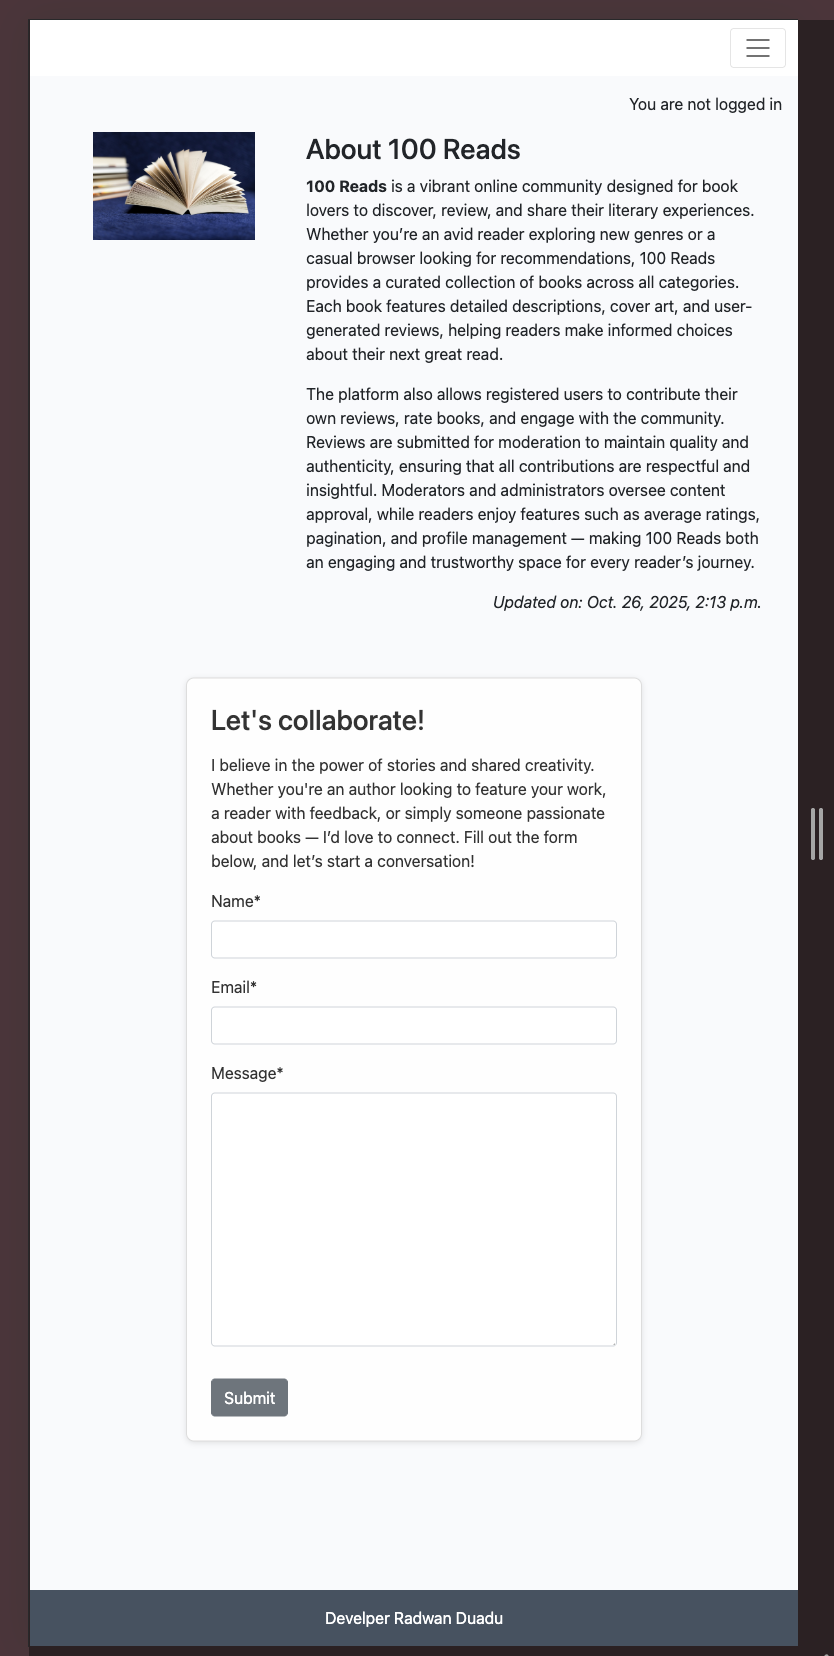 You are not logged in
About 100 Reads
100 Reads is a vibrant online community designed for book
lovers to discover, review, and share their literary experiences.
Whether you’re an avid reader exploring new genres or a
casual browser looking for recommendations, 100 Reads
provides a curated collection of books across all categories.
Each book features detailed descriptions, cover art, and user-
generated reviews, helping readers make informed choices
about their next great read.
The platform also allows registered users to contribute their
own reviews, rate books, and engage with the community.
Reviews are submitted for moderation to maintain quality and
authenticity, ensuring that all contributions are respectful and
insightful. Moderators and administrators oversee content
approval, while readers enjoy features such as average ratings,
pagination, and profile management — making 100 Reads both
an engaging and trustworthy space for every reader’s journey.
Updated on: Oct. 26, 2025, 2:13 p.m.
Let's collaborate!
I believe in the power of stories and shared creativity.
Whether you're an author looking to feature your work,
a reader with feedback, or simply someone passionate
about books — I’d love to connect. Fill out the form
below, and let’s start a conversation!
Name*
Email*
Message*
Submit
Develper Radwan Duadu